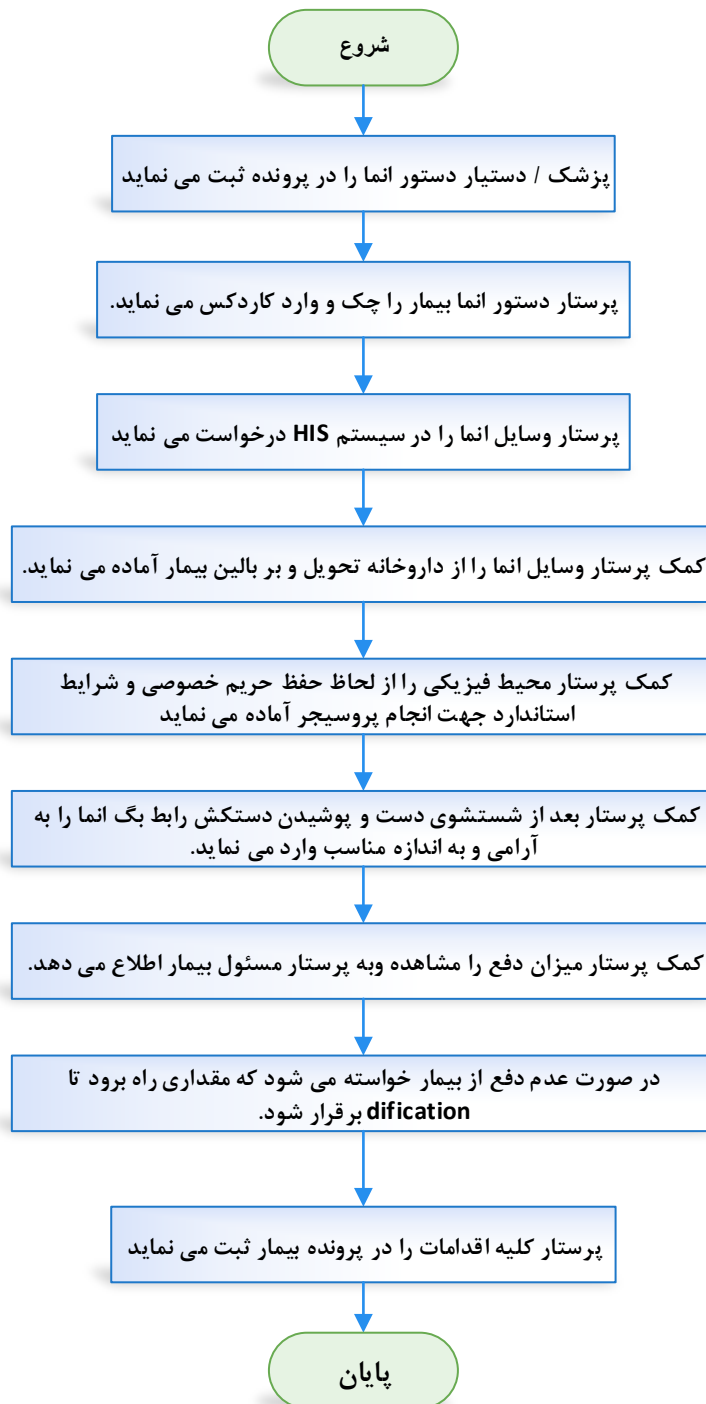 شروع
پزشک / دستیار دستور انما را در پرونده ثبت می نماید
پرستار دستور انما بیمار را چک و وارد کاردکس می نماید.
پرستار وسایل انما را در سیستم HIS درخواست می نماید
کمک پرستار وسایل انما را از داروخانه تحویل و بر بالین بیمار آماده می نماید.
کمک پرستار محیط فیزیکی را از لحاظ حفظ حریم خصوصی و شرایط
استاندارد جهت انجام پروسیجر آماده می نماید
کمک پرستار بعد از شستشوی دست و پوشیدن دستکش رابط بگ انما را به
آرامی و به اندازه مناسب وارد می نماید.
کمک پرستار میزان دفع را مشاهده وبه پرستار مسئول بیمار اطلاع می دهد.
در صورت عدم دفع از بیمار خواسته می شود که مقداری راه برود تا
dification برقرار شود.
پرستار کلیه اقدامات را در پرونده بیمار ثبت می نماید
پایان